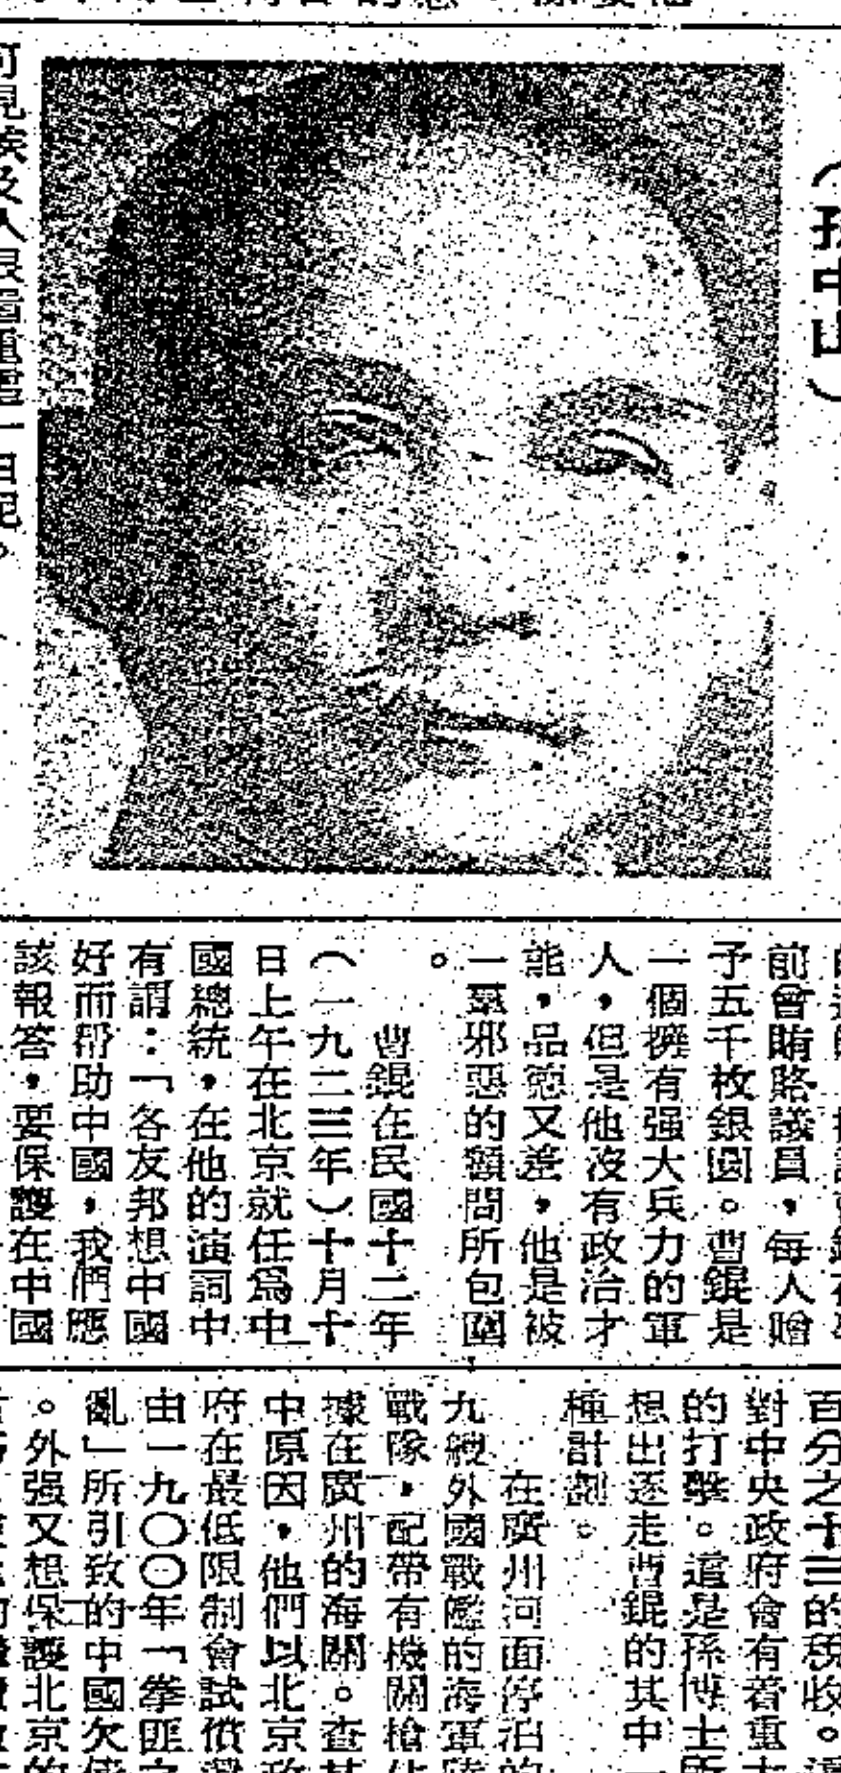 （孫中山）
前會賄賂議員，每人贈
予五千枚銀圓。曹錕是
一個擁有强大兵力的軍
人，但是他沒有政治才
能，品德又差，他是被
一羣邪惡的顧問所包圍
。
曹錕在民國十二年
（一九二三年）十月十
日上午在北京就任爲中
國總統，在他的演詞中
有謂：「各友邦想中國
好而帮助中國，我們應
該報答，要保護在中國
百分之十三的稅收。這
對中央政府會有着重大
的打擊。這是孫博士所
想出逐走曹錕的其中一
種計劃。
在廣州河面停泊的
九艘外國戰艦的海軍陸
戰隊，配帶有機關槍佔
據在廣州的海關。查其
中原因，他們以北京政
府在最低限制會試償還
由一九〇〇年「拳匪之
亂」所引致的中國欠債
。外强又想保護北京的